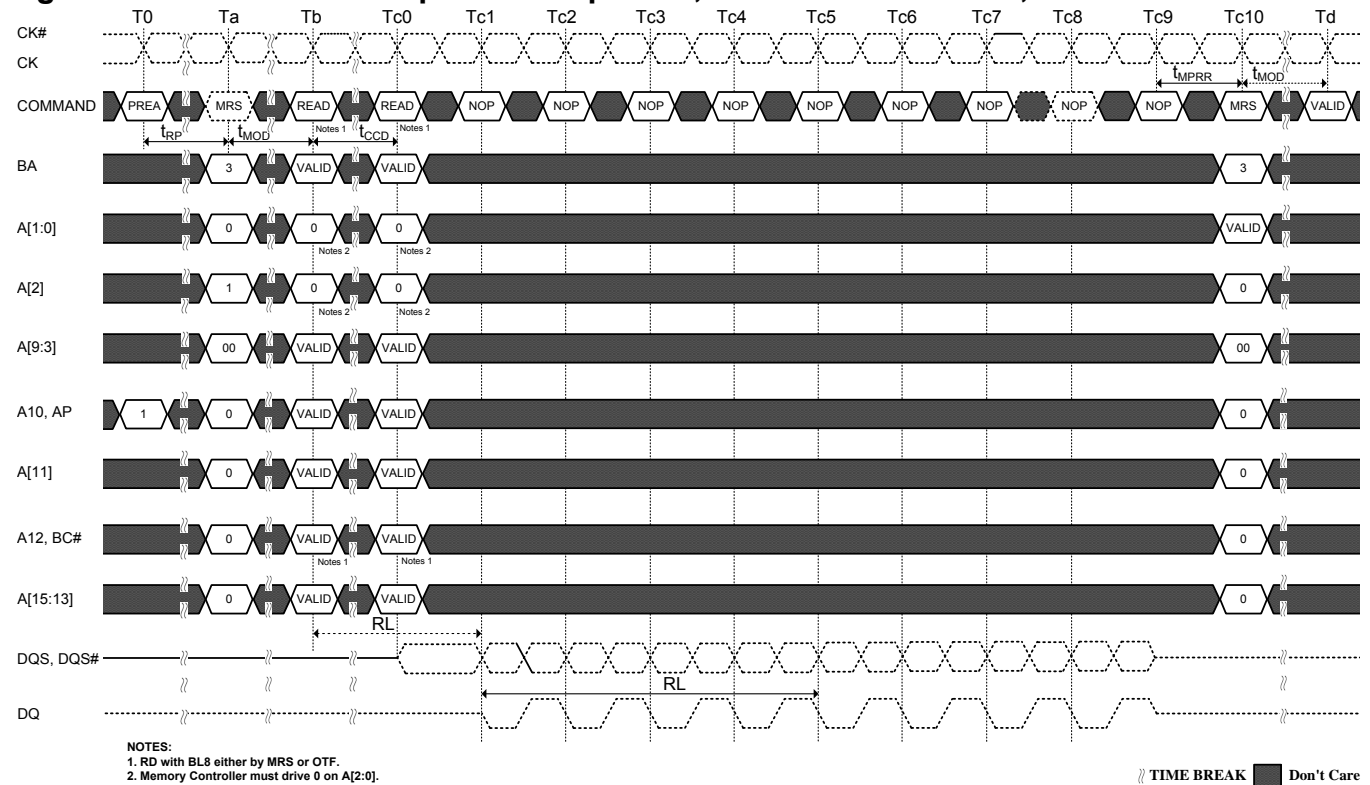 T0 Ta Tb Tc0 Tc1 Tc2 Tc3 Tc4 Tc5 Tc6 Tc7 Tc8 Tc9 Tc10 Td
CK#
CK
tMPRR tMOD
COMMAND PREA MRS READ READ NOP NOP NOP NOP NOP NOP NOP NOP NOP MRS VALID
Notes 1 Notes 1
tRP tMOD tCCD
BA 3 VALID VALID 3
A[1:0] 0 0 0 VALID
Notes 2 Notes 2
A[2] 1 0 0 0
Notes 2 Notes 2
A[9:3] 00 VALID VALID 00
A10, AP 1 0 VALID VALID 0
A[11] 0 VALID VALID 0
A12, BC# 0 VALID VALID 0
Notes 1 Notes 1
A[15:13] 0 VALID VALID 0
RL
DQS, DQS#
RL
DQ
NOTES:
1. RD with BL8 either by MRS or OTF.
2. Memory Controller must drive 0 on A[2:0].
TIME BREAK Don't Care